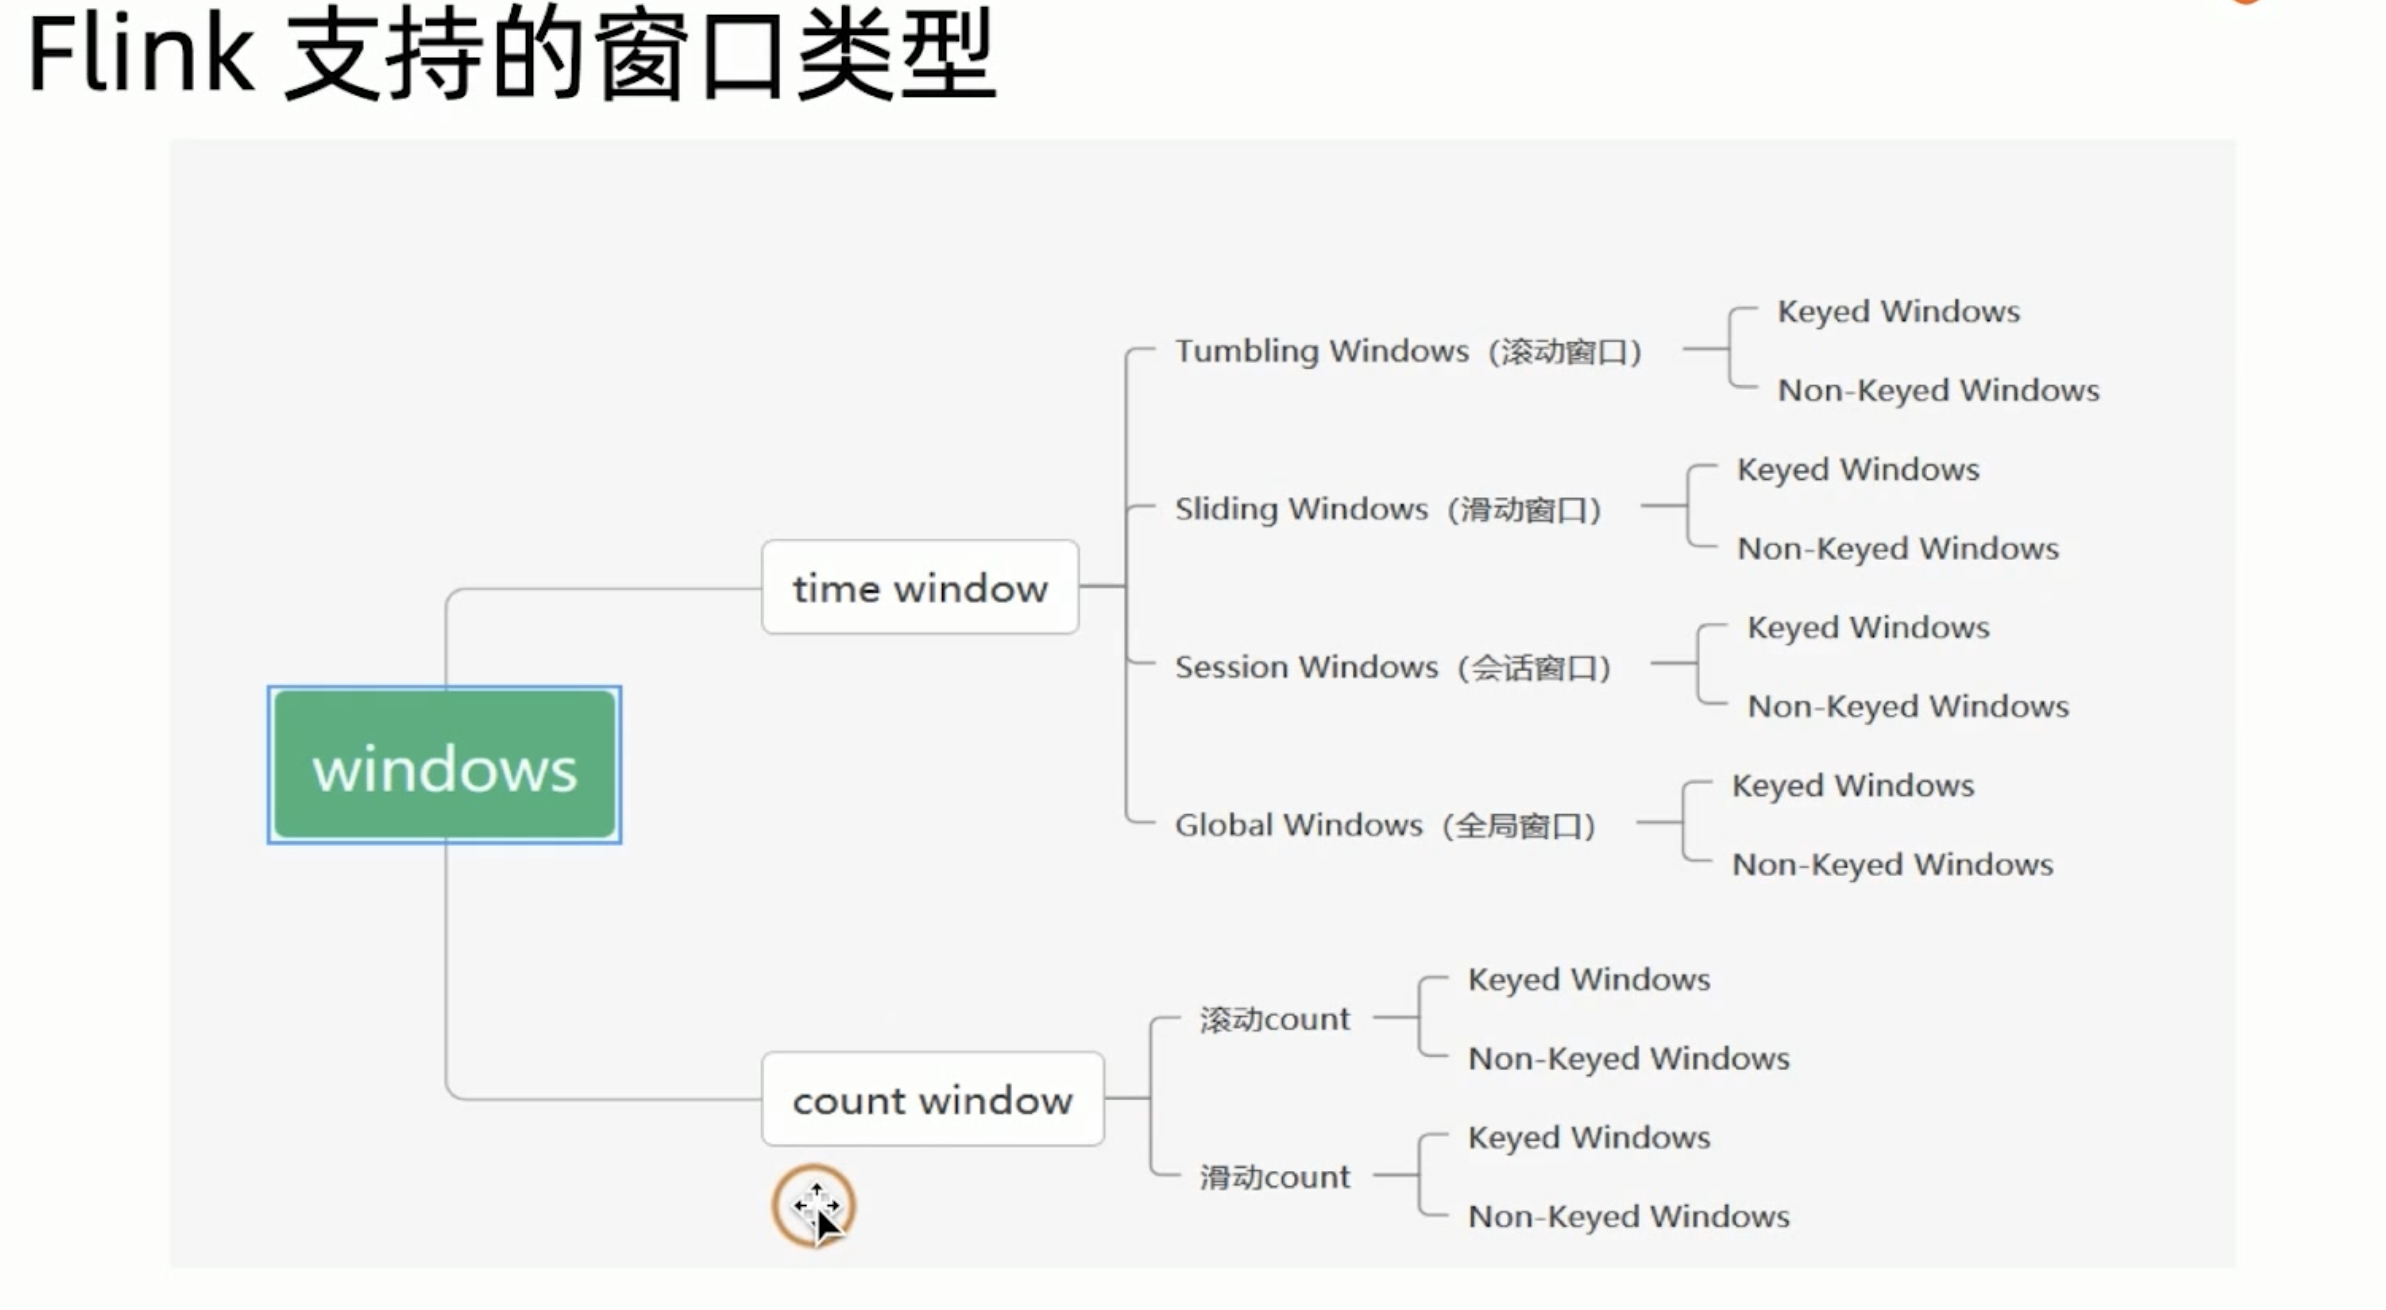 Flink 支持的窗口类型
windows
time window
Tumbling Windows（滚动窗口）
Keyed Windows
Non-Keyed Windows
Sliding Windows（滑动窗口）
Keyed Windows
Non-Keyed Windows
Session Windows（会话窗口）
Keyed Windows
Non-Keyed Windows
Global Windows（全局窗口）
Keyed Windows
Non-Keyed Windows
count window
滚动count
Keyed Windows
Non-Keyed Windows
滑动count
Keyed Windows
Non-Keyed Windows